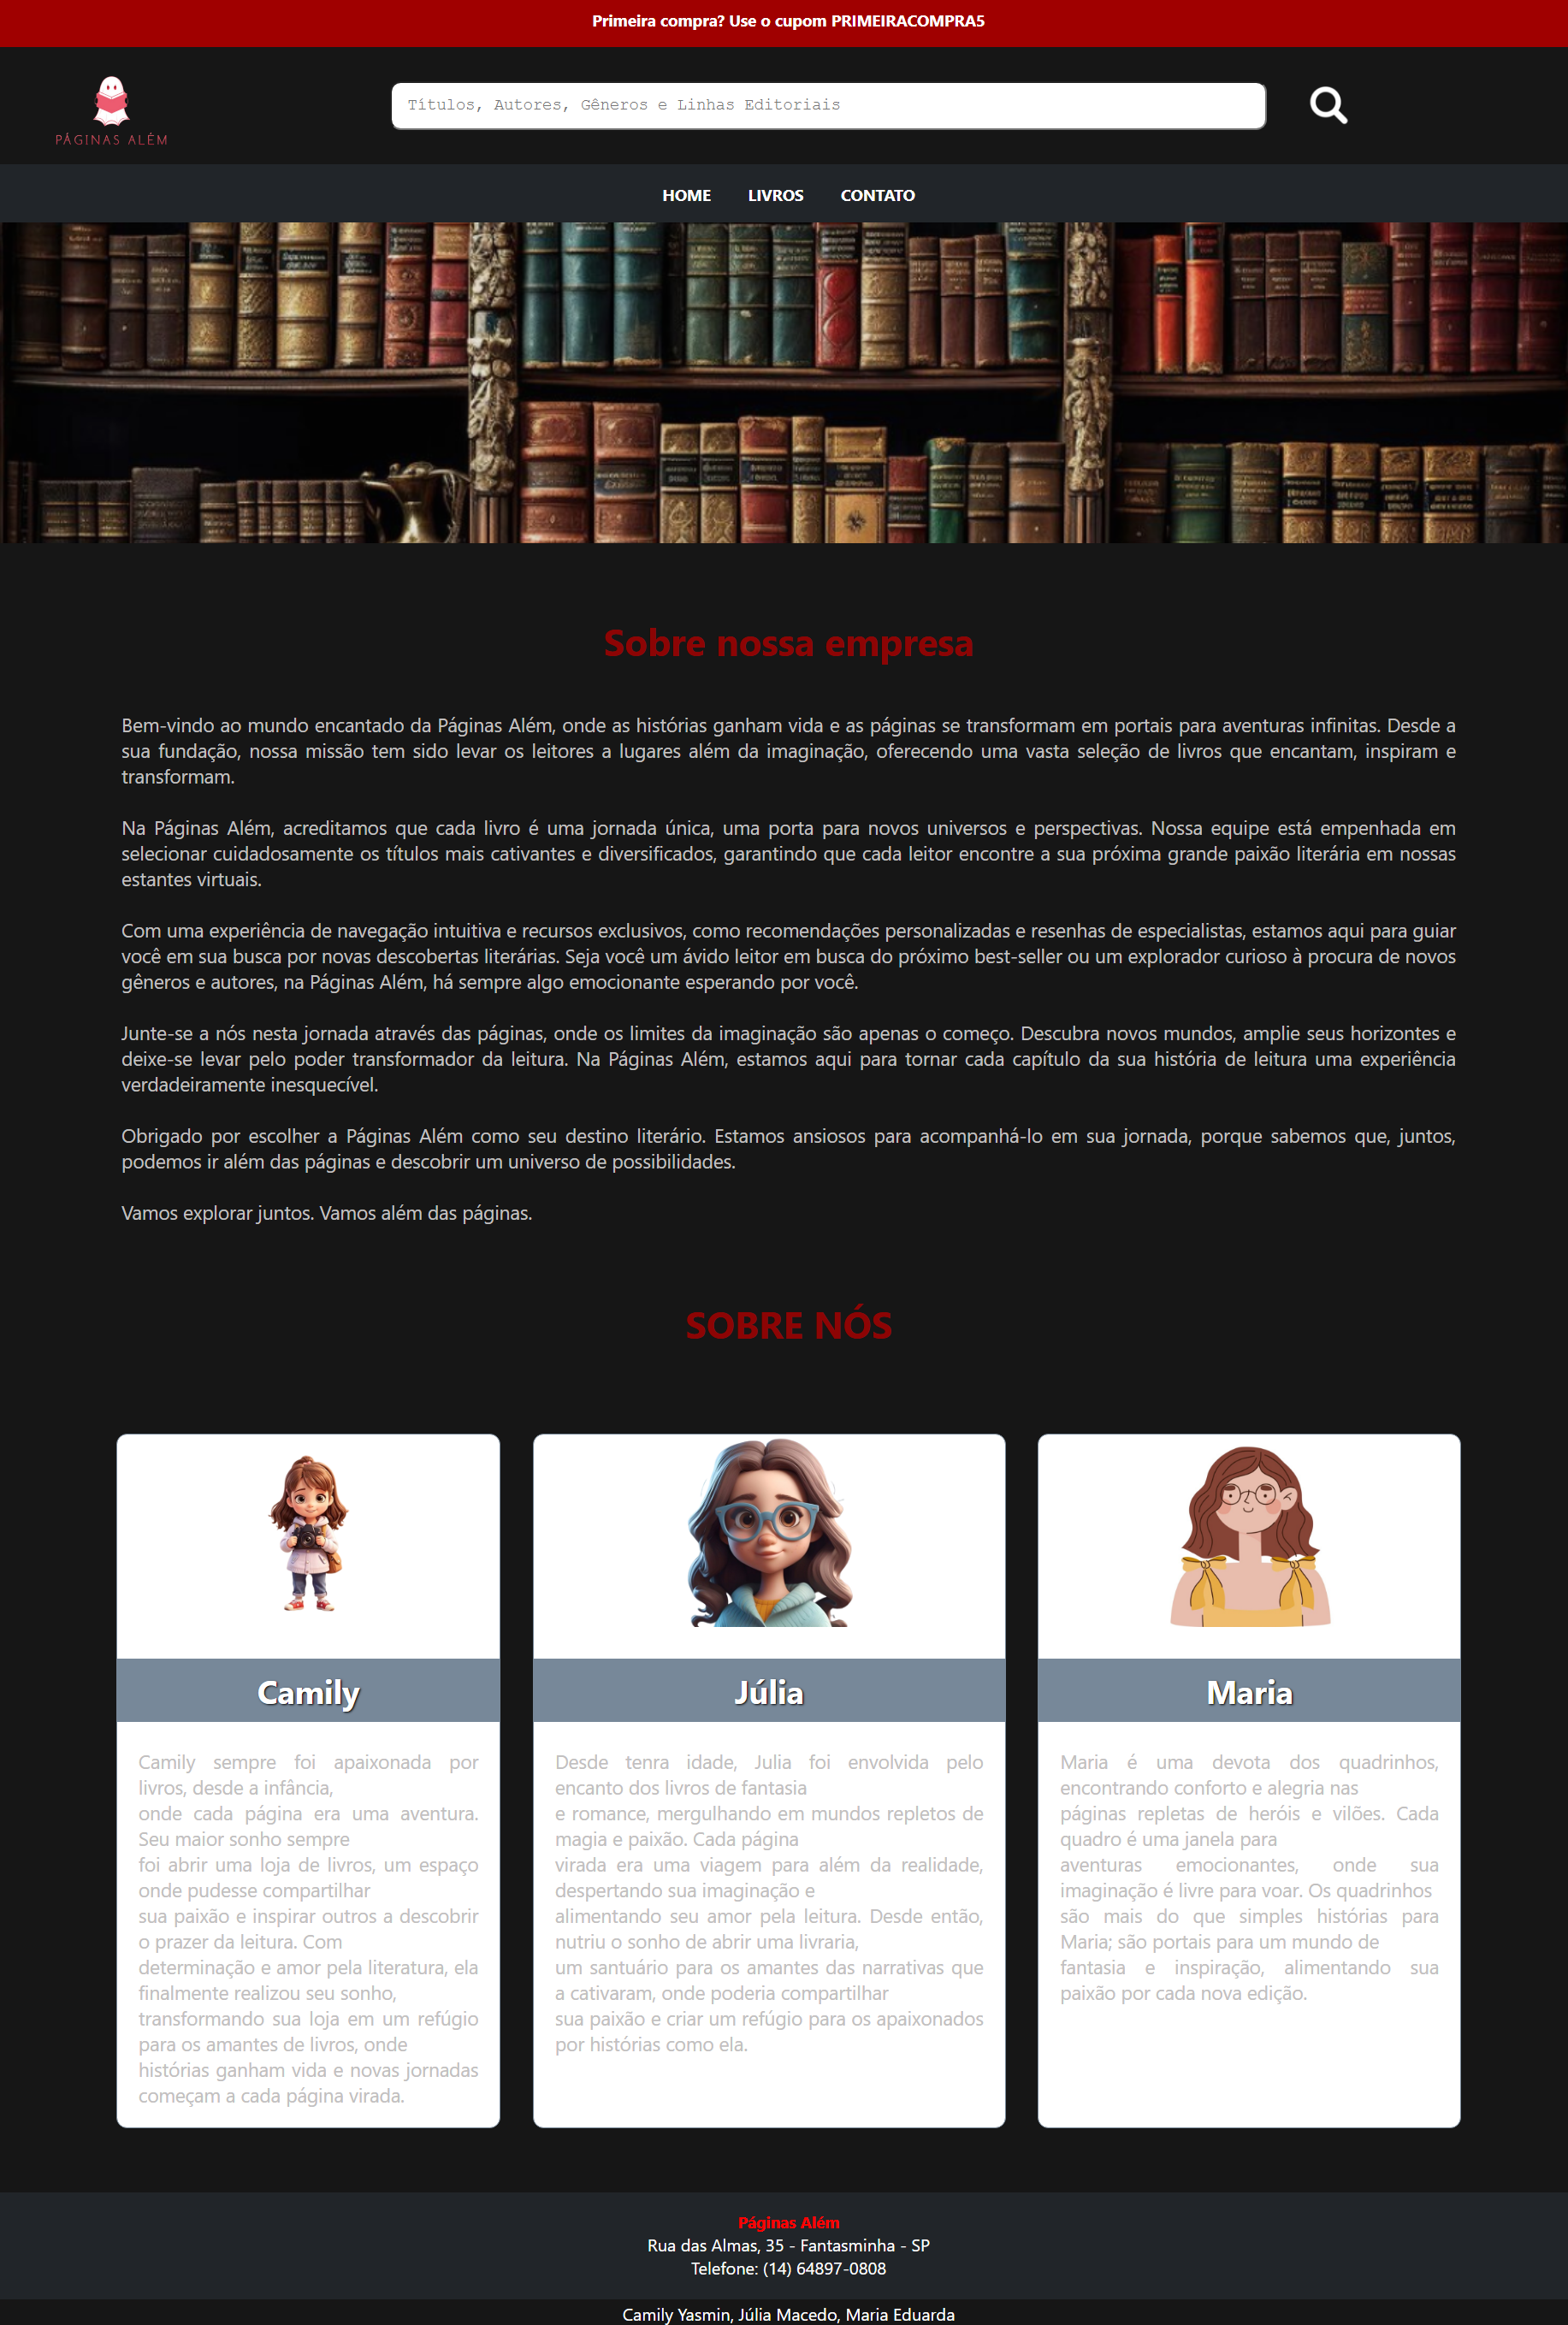 Primeira compra? Use o cupom PRIMEIRACOMPRA5
PÁGINAS ALÉM
Títulos, Autores, Gêneros e Linhas Editoriais
HOME LIVROS CONTATO
Sobre nossa empresa
Bem-vindo ao mundo encantado da Páginas Além, onde as histórias ganham vida e as páginas se transformam em portais para aventuras infinitas. Desde a
sua fundação, nossa missão tem sido levar os leitores a lugares além da imaginação, oferecendo uma vasta seleção de livros que encantam, inspiram e
transformam.
Na Páginas Além, acreditamos que cada livro é uma jornada única, uma porta para novos universos e perspectivas. Nossa equipe está empenhada em
selecionar cuidadosamente os títulos mais cativantes e diversificados, garantindo que cada leitor encontre a sua próxima grande paixão literária em nossas
estantes virtuais.
Com uma experiência de navegação intuitiva e recursos exclusivos, como recomendações personalizadas e resenhas de especialistas, estamos aqui para guiar
você em sua busca por novas descobertas literárias. Seja você um ávido leitor em busca do próximo best-seller ou um explorador curioso à procura de novos
gêneros e autores, na Páginas Além, há sempre algo emocionante esperando por você.
Junte-se a nós nesta jornada através das páginas, onde os limites da imaginação são apenas o começo. Descubra novos mundos, amplie seus horizontes e
deixe-se levar pelo poder transformador da leitura. Na Páginas Além, estamos aqui para tornar cada capítulo da sua história de leitura uma experiência
verdadeiramente inesquecível.
Obrigado por escolher a Páginas Além como seu destino literário. Estamos ansiosos para acompanhá-lo em sua jornada, porque sabemos que, juntos,
podemos ir além das páginas e descobrir um universo de possibilidades.
Vamos explorar juntos. Vamos além das páginas.
SOBRE NÓS
Camily
Camily sempre foi apaixonada por
livros, desde a infância,
onde cada página era uma aventura.
Seu maior sonho sempre
foi abrir uma loja de livros, um espaço
onde pudesse compartilhar
sua paixão e inspirar outros a descobrir
o prazer da leitura. Com
determinação e amor pela literatura, ela
finalmente realizou seu sonho,
transformando sua loja em um refúgio
para os amantes de livros, onde
histórias ganham vida e novas jornadas
começam a cada página virada.
Júlia
Desde tenra idade, Julia foi envolvida pelo
encanto dos livros de fantasia
e romance, mergulhando em mundos repletos de
magia e paixão. Cada página
virada era uma viagem para além da realidade,
despertando sua imaginação e
alimentando seu amor pela leitura. Desde então,
nutriu o sonho de abrir uma livraria,
um santuário para os amantes das narrativas que
a cativaram, onde poderia compartilhar
sua paixão e criar um refúgio para os apaixonados
por histórias como ela.
Maria
Maria é uma devota dos quadrinhos,
encontrando conforto e alegria nas
páginas repletas de heróis e vilões. Cada
quadro é uma janela para
aventuras emocionantes, onde sua
imaginação é livre para voar. Os quadrinhos
são mais do que simples histórias para
Maria; são portais para um mundo de
fantasia e inspiração, alimentando sua
paixão por cada nova edição.
Páginas Além
Rua das Almas, 35 - Fantasminha - SP
Telefone: (14) 64897-0808
Camily Yasmin, Júlia Macedo, Maria Eduarda